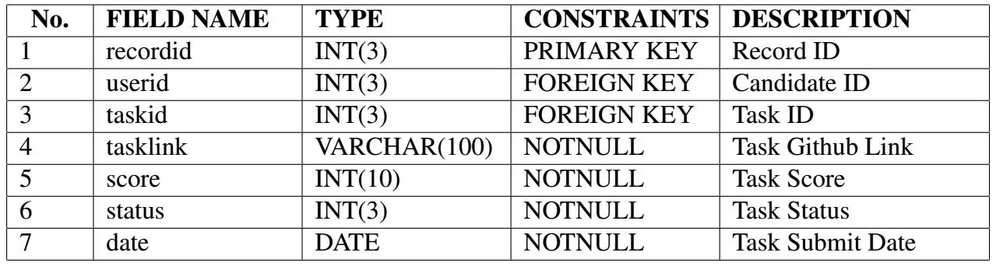 No. FIELD NAME TYPE CONSTRAINTS DESCRIPTION
1 recordid INT(3) PRIMARY KEY Record ID
2 userid INT(3) FOREIGN KEY Candidate ID
3 taskid INT(3) FOREIGN KEY Task ID
4 tasklink VARCHAR(100) NOTNULL Task Github Link
5 score INT(10) NOTNULL Task Score
6 status INT(3) NOTNULL Task Status
7 date DATE NOTNULL Task Submit Date